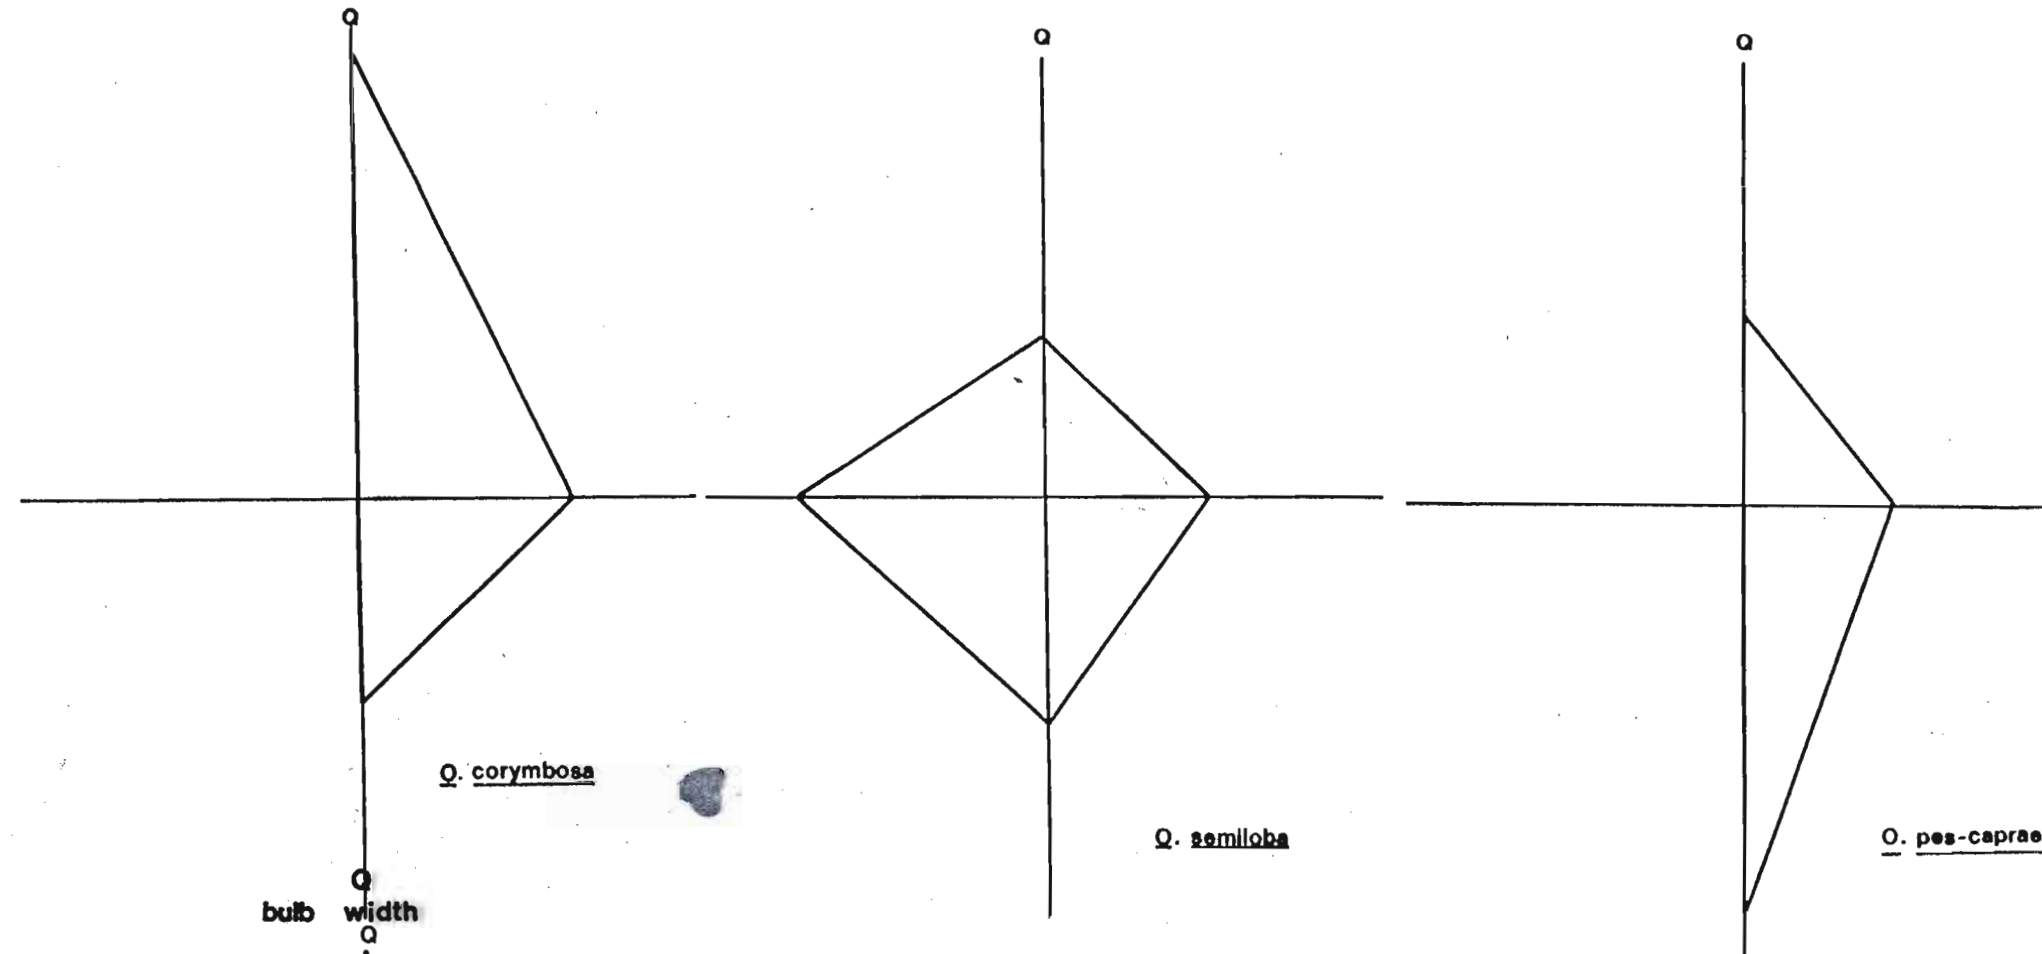 Q
Q
Q
O. corymbosa
O. semiloba
O. pes-caprae
Q
bulb width
Q